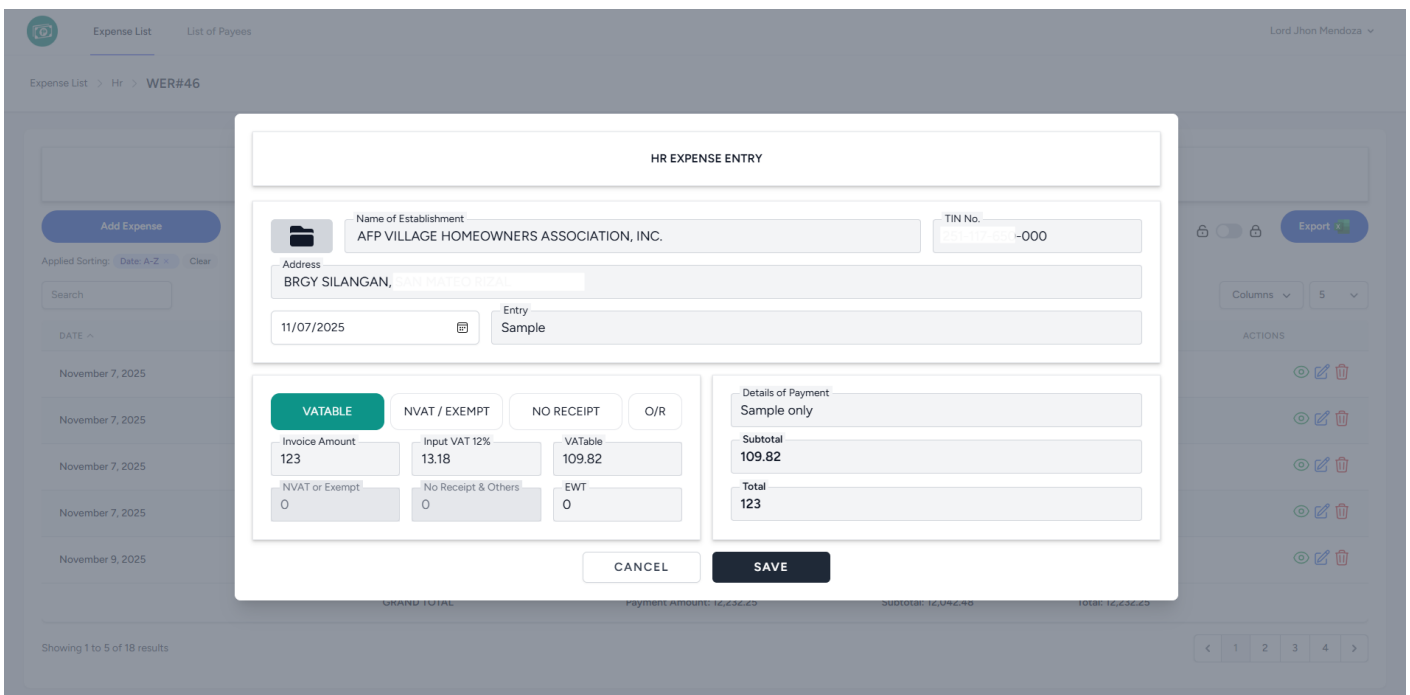 Expense List
List of Payees
Lord Jhon Mendoza
Expense List > Hr > WER#46
HR EXPENSE ENTRY
Name of Establishment
AFP VILLAGE HOMEOWNERS ASSOCIATION, INC.
TIN No.
-000
Address
BRGY SILANGAN, SAN MATEO RIZAL
11/07/2025
Entry
Sample
VATABLE
NVAT / EXEMPT
NO RECEIPT
O/R
Invoice Amount
123
Input VAT 12%
13.18
VATable
109.82
NVAT or Exempt
0
No Receipt & Others
0
EWT
0
Details of Payment
Sample only
Subtotal
109.82
Total
123
CANCEL
SAVE
Add Expense
Export
Applied Sorting: Date: A-Z × Clear
Search
Columns
5
DATE
ACTIONS
November 7, 2025
November 7, 2025
November 7, 2025
November 7, 2025
November 9, 2025
GRAND TOTAL
Payment Amount: 12,232.25
Subtotal: 12,042.48
Total: 12,232.25
Showing 1 to 5 of 18 results
< 1 2 3 4 >